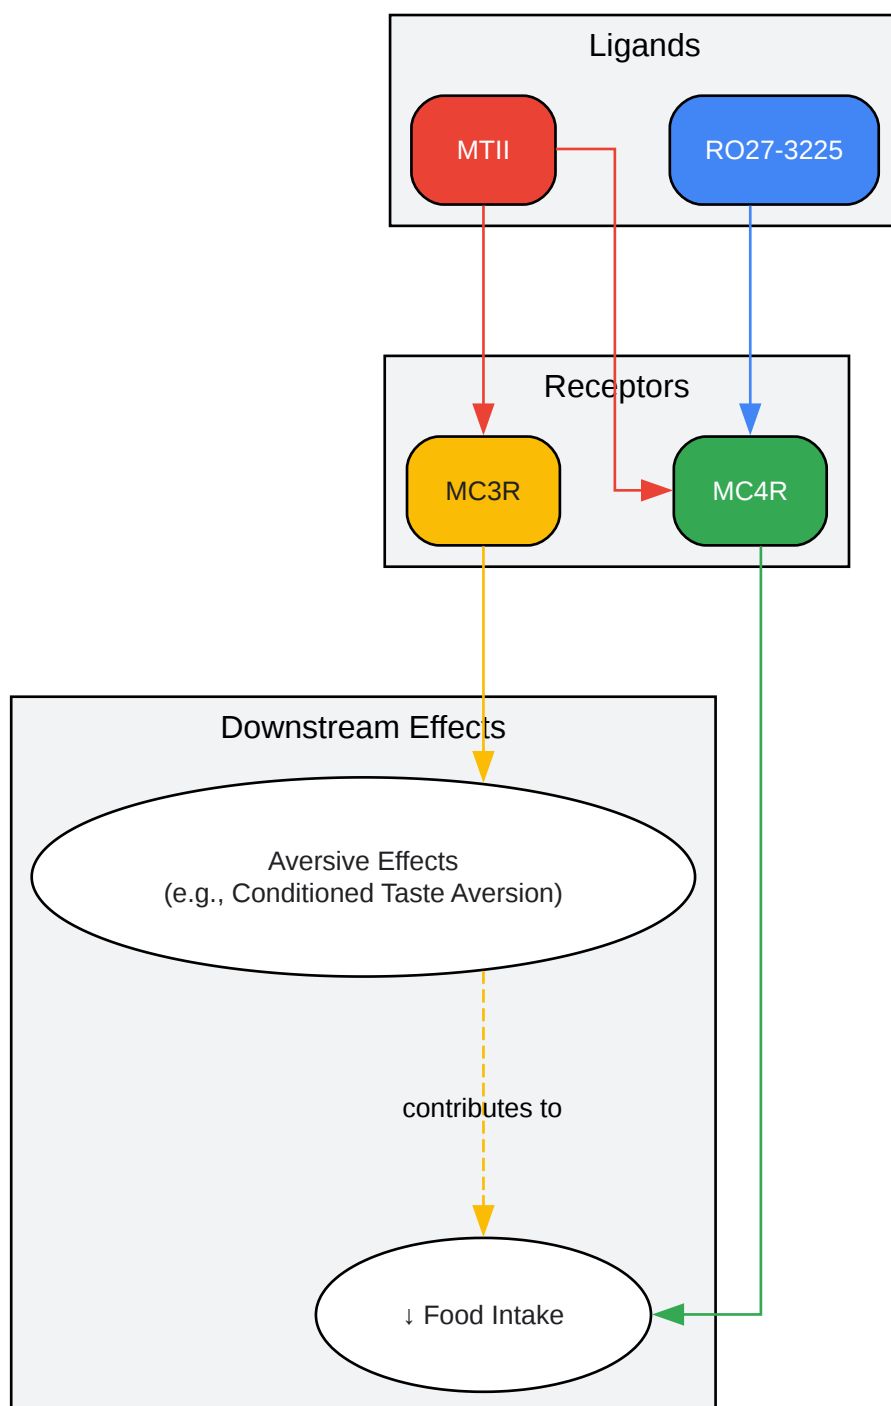 Ligands
MTII
RO27-3225
Receptors
MC3R
MC4R
Downstream Effects
Aversive Effects
(e.g., Conditioned Taste Aversion)
contributes to
↓ Food Intake